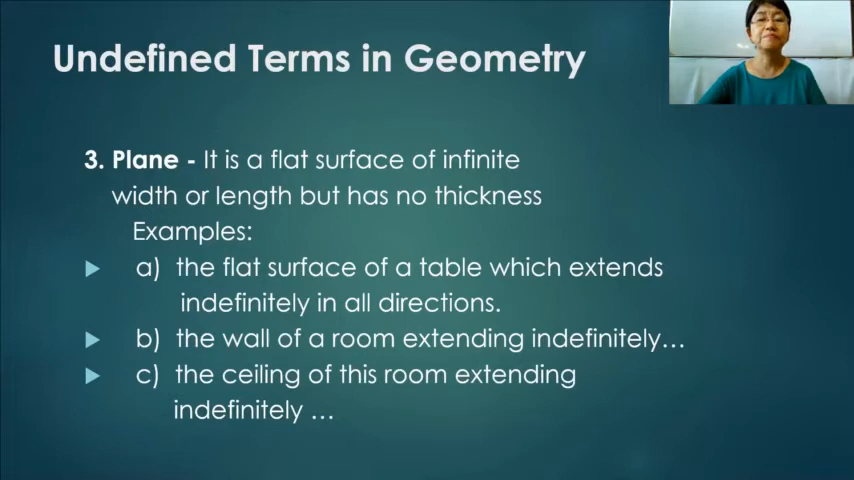 Undefined Terms in Geometry
3. Plane - It is a flat surface of infinite
width or length but has no thickness
Examples:
a) the flat surface of a table which extends
indefinitely in all directions.
b) the wall of a room extending indefinitely…
c) the ceiling of this room extending
indefinitely …